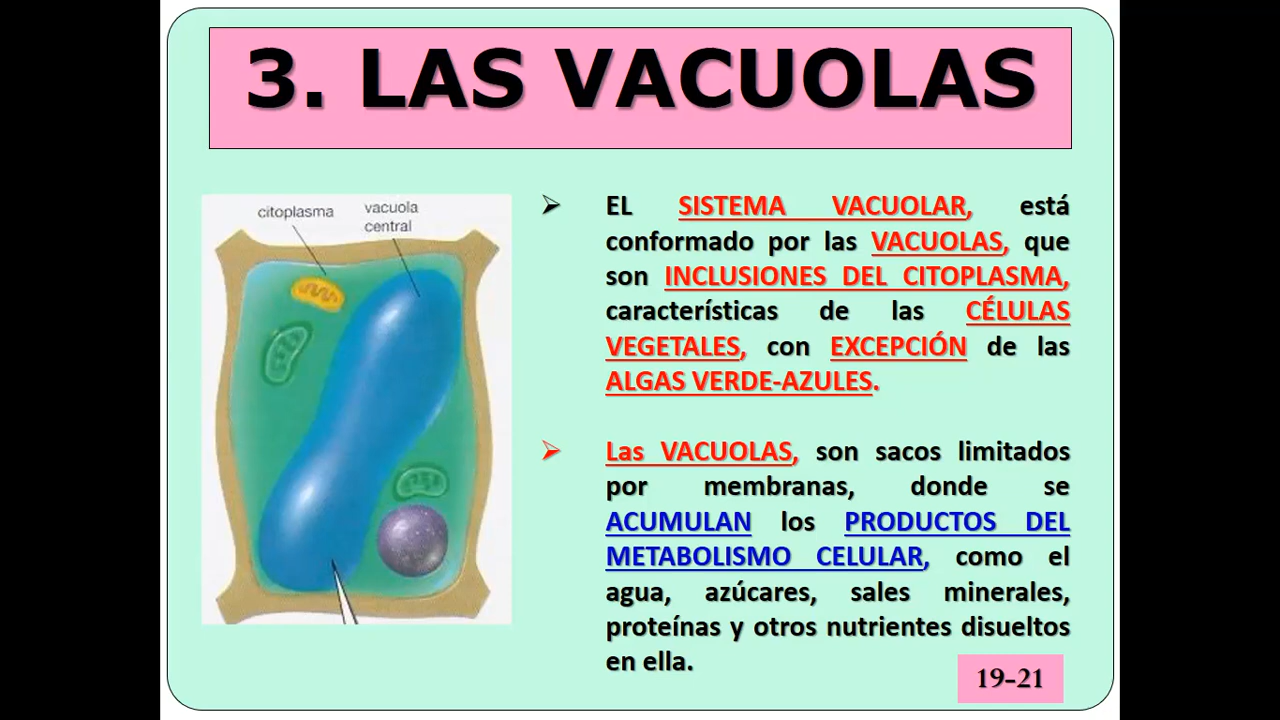 3. LAS VACUOLAS
citoplasma
vacuola
central
EL SISTEMA VACUOLAR, está
conformado por las VACUOLAS, que
son INCLUSIONES DEL CITOPLASMA,
características de las CÉLULAS
VEGETALES, con EXCEPCIÓN de las
ALGAS VERDE-AZULES.
Las VACUOLAS, son sacos limitados
por membranas, donde se
ACUMULAN los PRODUCTOS DEL
METABOLISMO CELULAR, como el
agua, azúcares, sales minerales,
proteínas y otros nutrientes disueltos
en ella.
19-21